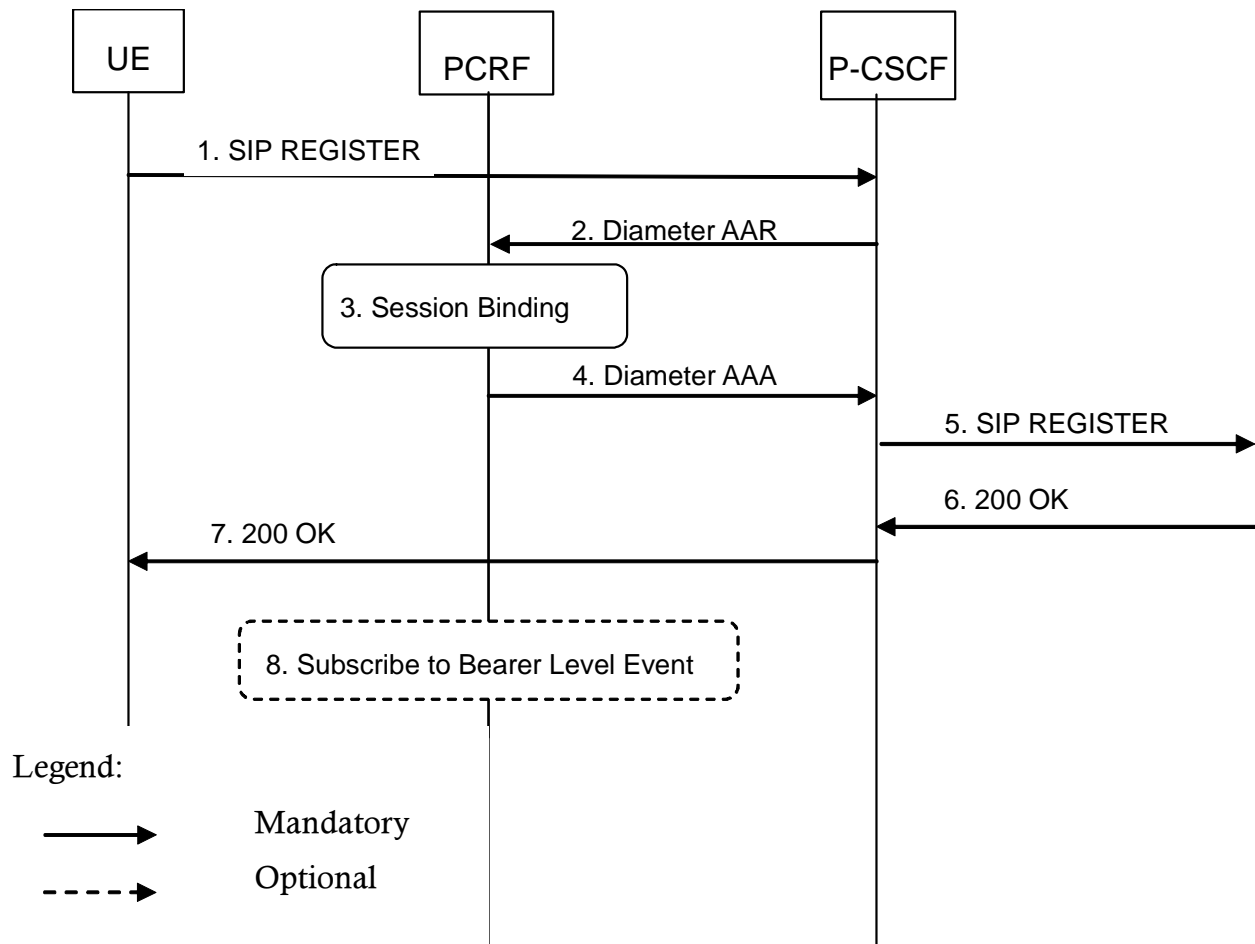 UE
PCRF
P-CSCF
1. SIP REGISTER
2. Diameter AAR
3. Session Binding
4. Diameter AAA
5. SIP REGISTER
6. 200 OK
7. 200 OK
8. Subscribe to Bearer Level Event
Legend:
Mandatory
Optional